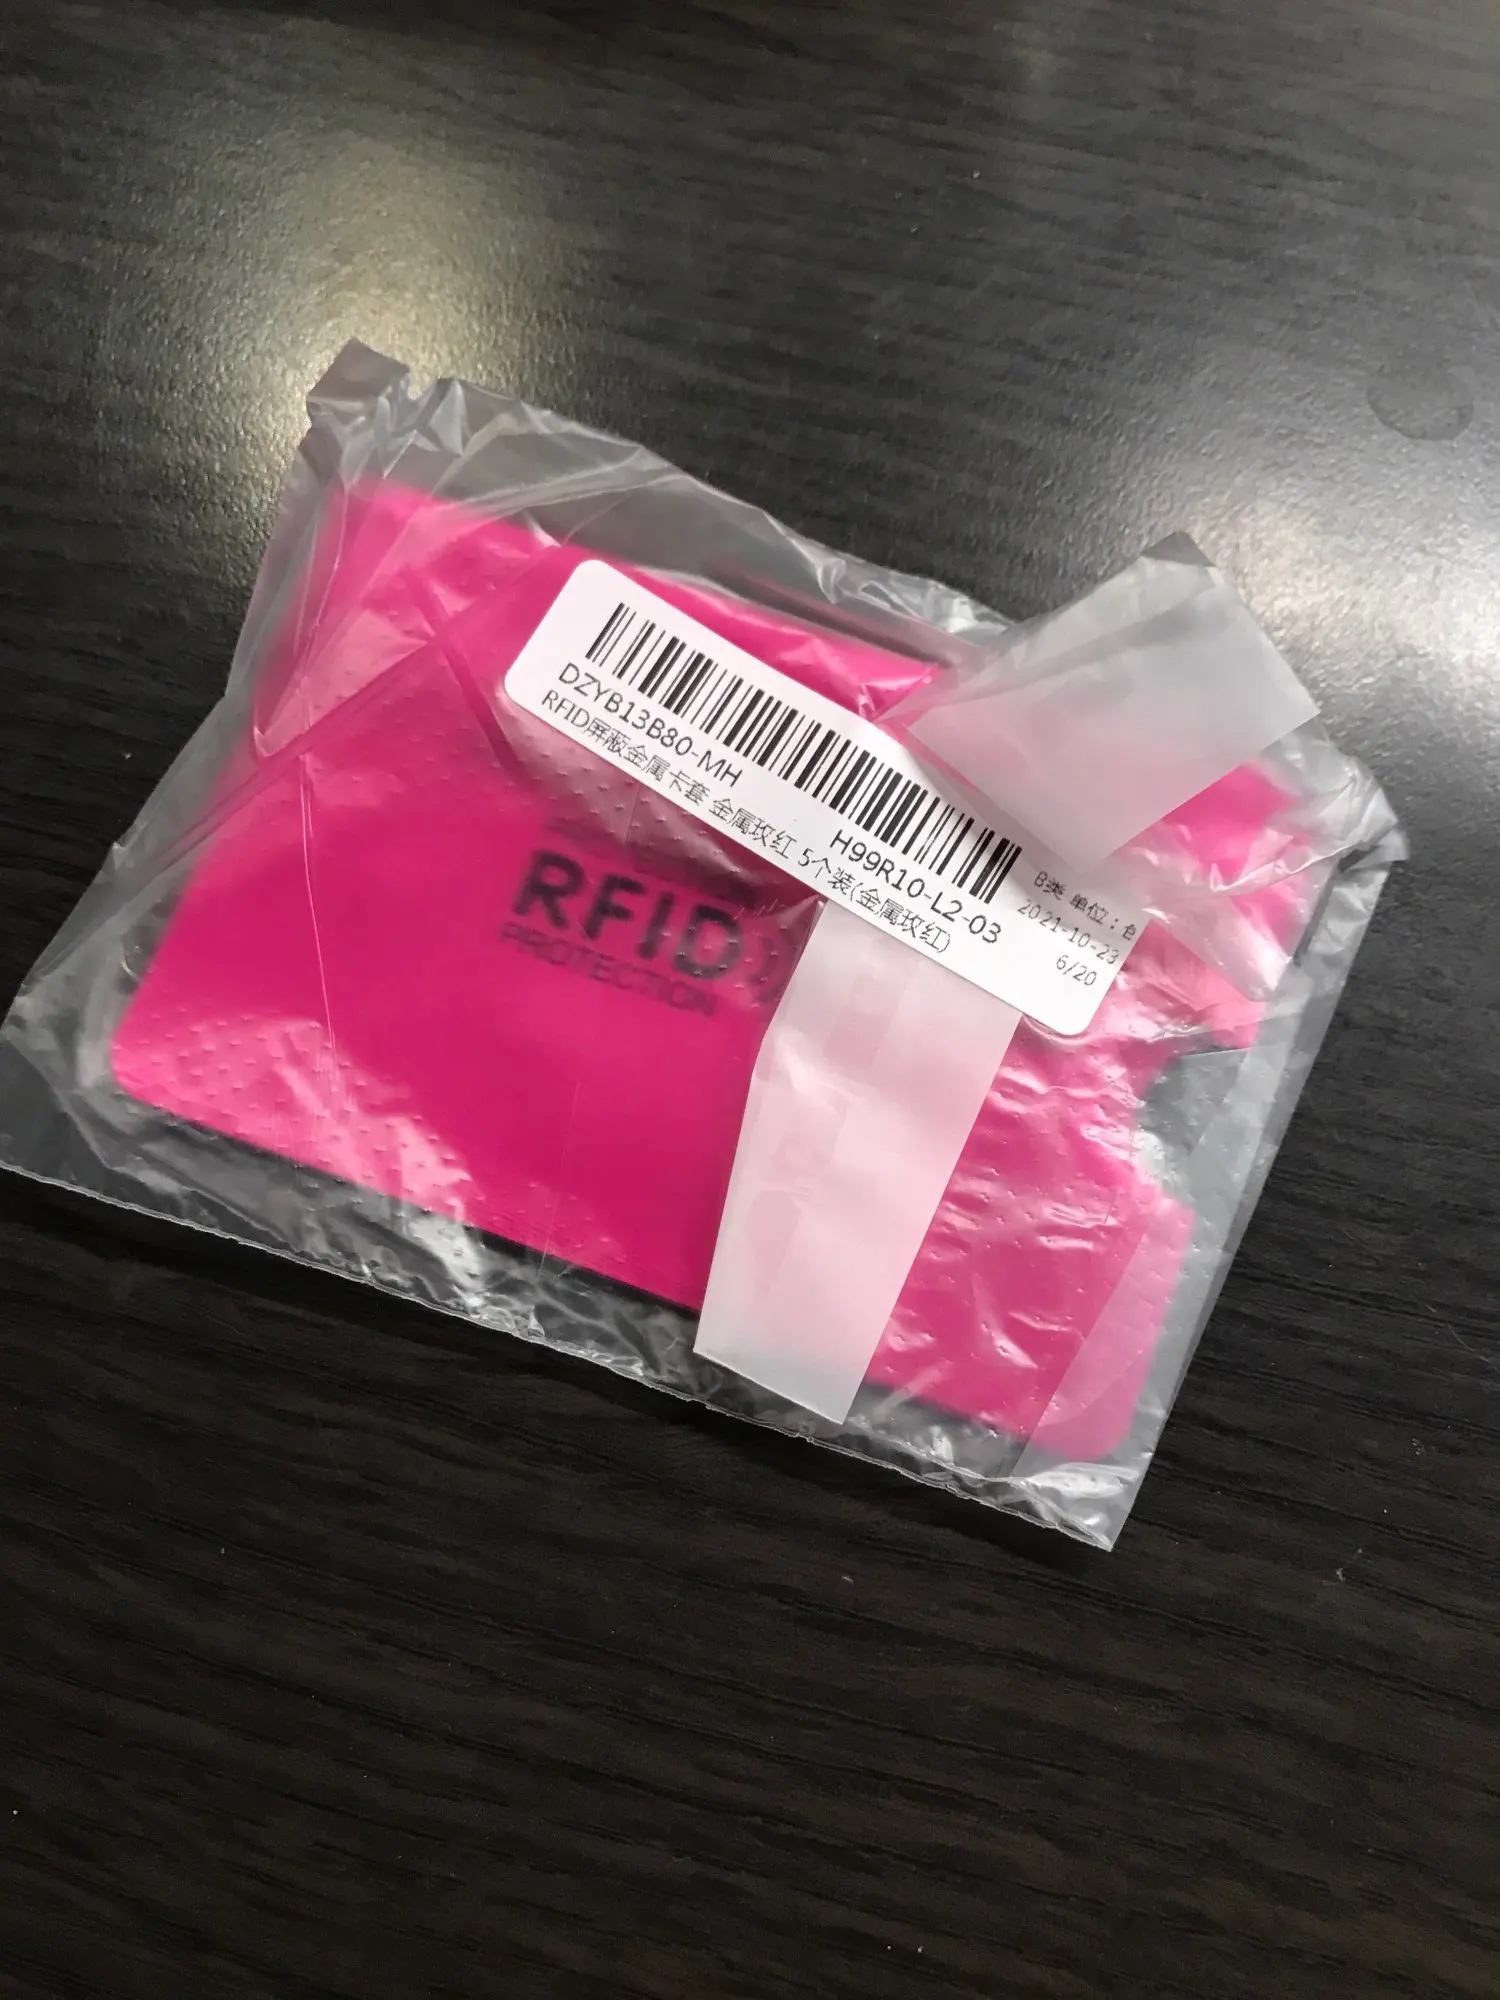 DZYB13B80-MH
H99R10-L2-03
RFID屏蔽金属卡套 金属玫红 5个装(金属玫红)
B类 单位：
2021-10-23
6/20
RFID
PROTECTION